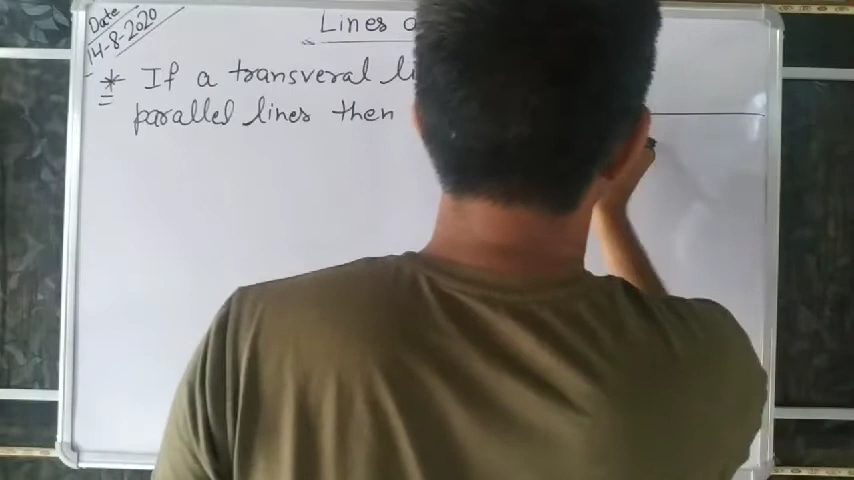 Date
14-8-2020
Lines
* If a transveral
parallel lines then